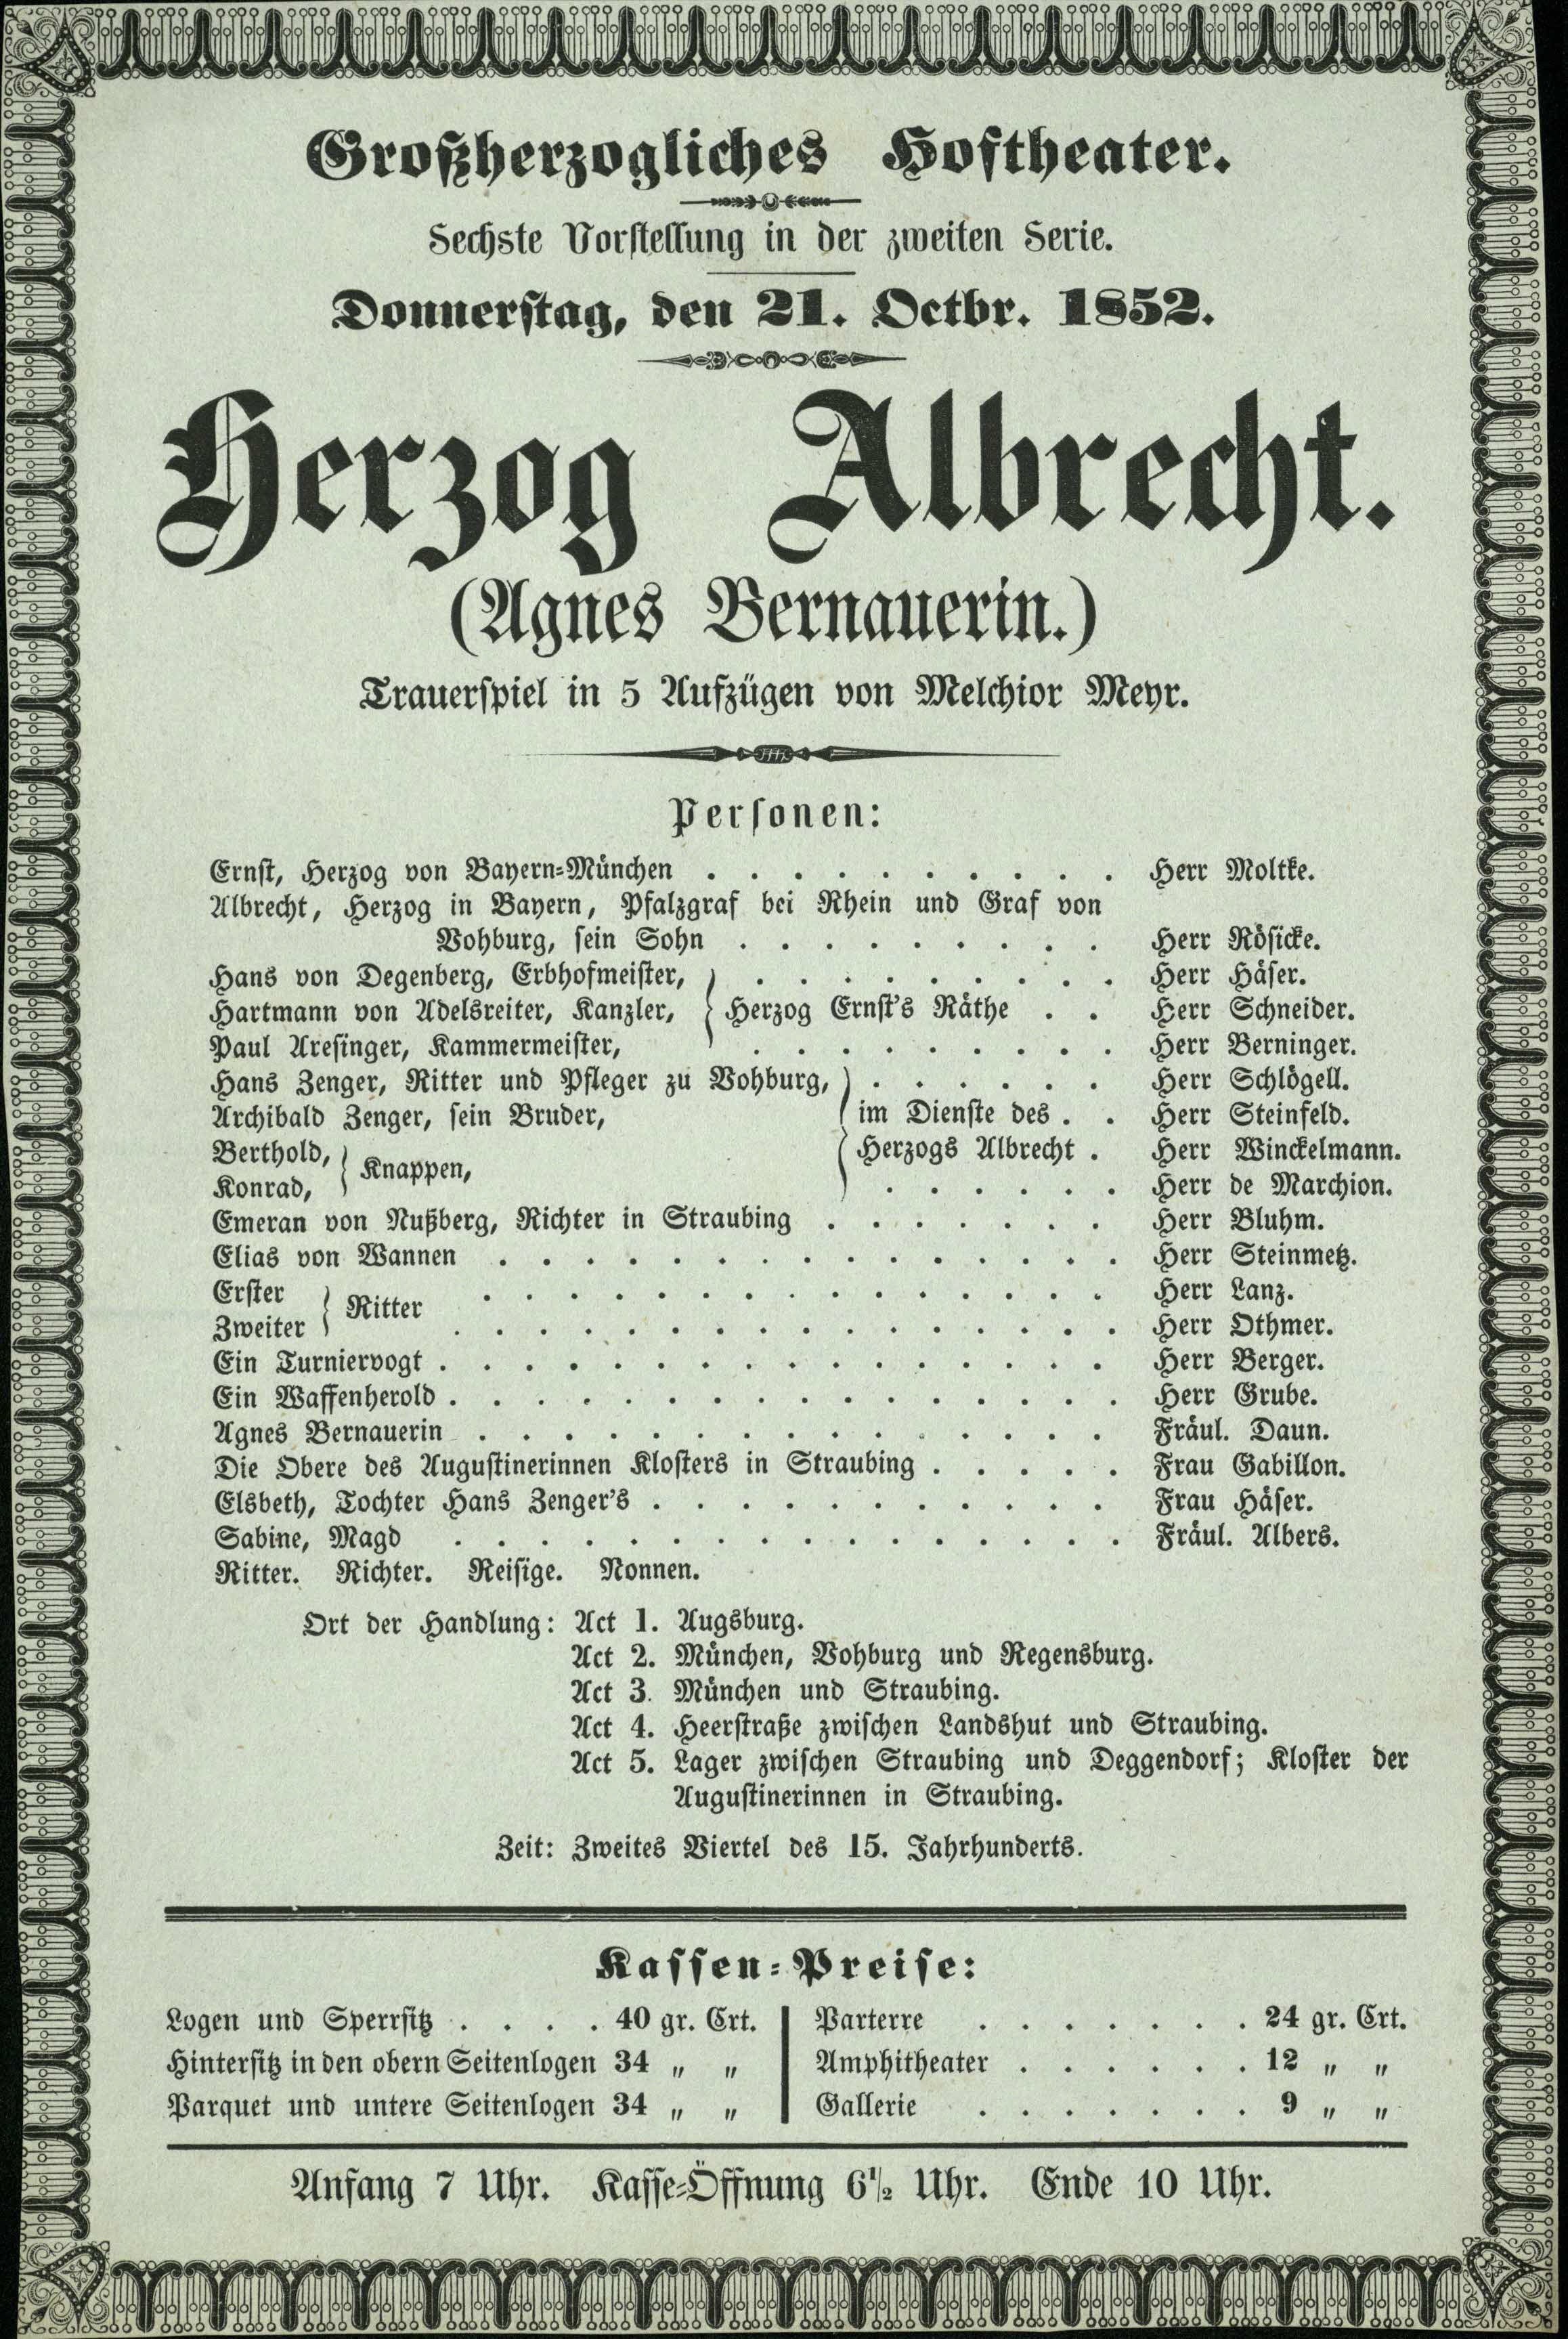 Großherzogliches Hoftheater.
Sechste Vorstellung in der zweiten Serie.
Donnerstag, den 21. Octbr. 1852.
Herzog Albrecht.
(Agnes Bernauerin.)
Trauerspiel in 5 Aufzügen von Melchior Meyr.
Personen:
Ernst, Herzog von Bayern-München . . . . . . . . . . Herr Moltke.
Albrecht, Herzog in Bayern, Pfalzgraf bei Rhein und Graf von
Vohburg, sein Sohn . . . . . . . . . Herr Rösicke.
Hans von Degenberg, Erbhofmeister, . . . . . . . . . Herr Häser.
Hartmann von Adelsreiter, Kanzler, } Herzog Ernst's Räthe . . Herr Schneider.
Paul Aresinger, Kammermeister, . . . . . . . . . Herr Berninger.
Hans Zenger, Ritter und Pfleger zu Vohburg, . . . . . . Herr Schlögell.
Archibald Zenger, sein Bruder, } im Dienste des . . Herr Steinfeld.
Berthold, } Knappen, Herzogs Albrecht . Herr Winckelmann.
Konrad, . . . . . . Herr de Marchion.
Emeran von Nußberg, Richter in Straubing . . . . . . . Herr Bluhm.
Elias von Wannen . . . . . . . . . . . . . . . Herr Steinmetz.
Erster } Ritter . . . . . . . . . . . . . . . Herr Lanz.
Zweiter . . . . . . . . . . . . . . . . Herr Othmer.
Ein Turniervogt . . . . . . . . . . . . . . . . Herr Berger.
Ein Waffenherold . . . . . . . . . . . . . . . . Herr Grube.
Agnes Bernauerin . . . . . . . . . . . . . . . Fräul. Daun.
Die Obere des Augustinerinnen Klosters in Straubing . . . . . Frau Gabillon.
Elsbeth, Tochter Hans Zenger's . . . . . . . . . . . Frau Häser.
Sabine, Magd . . . . . . . . . . . . . . . . Fräul. Albers.
Ritter. Richter. Reisige. Nonnen.
Ort der Handlung: Act 1. Augsburg.
Act 2. München, Vohburg und Regensburg.
Act 3. München und Straubing.
Act 4. Heerstraße zwischen Landshut und Straubing.
Act 5. Lager zwischen Straubing und Deggendorf; Kloster der
Augustinerinnen in Straubing.
Zeit: Zweites Viertel des 15. Jahrhunderts.
Kassen-Preise:
Logen und Sperrsitz . . . . 40 gr. Crt.
Hintersitz in den obern Seitenlogen 34 „ „
Parquet und untere Seitenlogen 34 „ „
Parterre . . . . . . . 24 gr. Crt.
Amphitheater . . . . . . 12 „ „
Gallerie . . . . . . . 9 „ „
Anfang 7 Uhr. Kasse-Öffnung 6½ Uhr. Ende 10 Uhr.